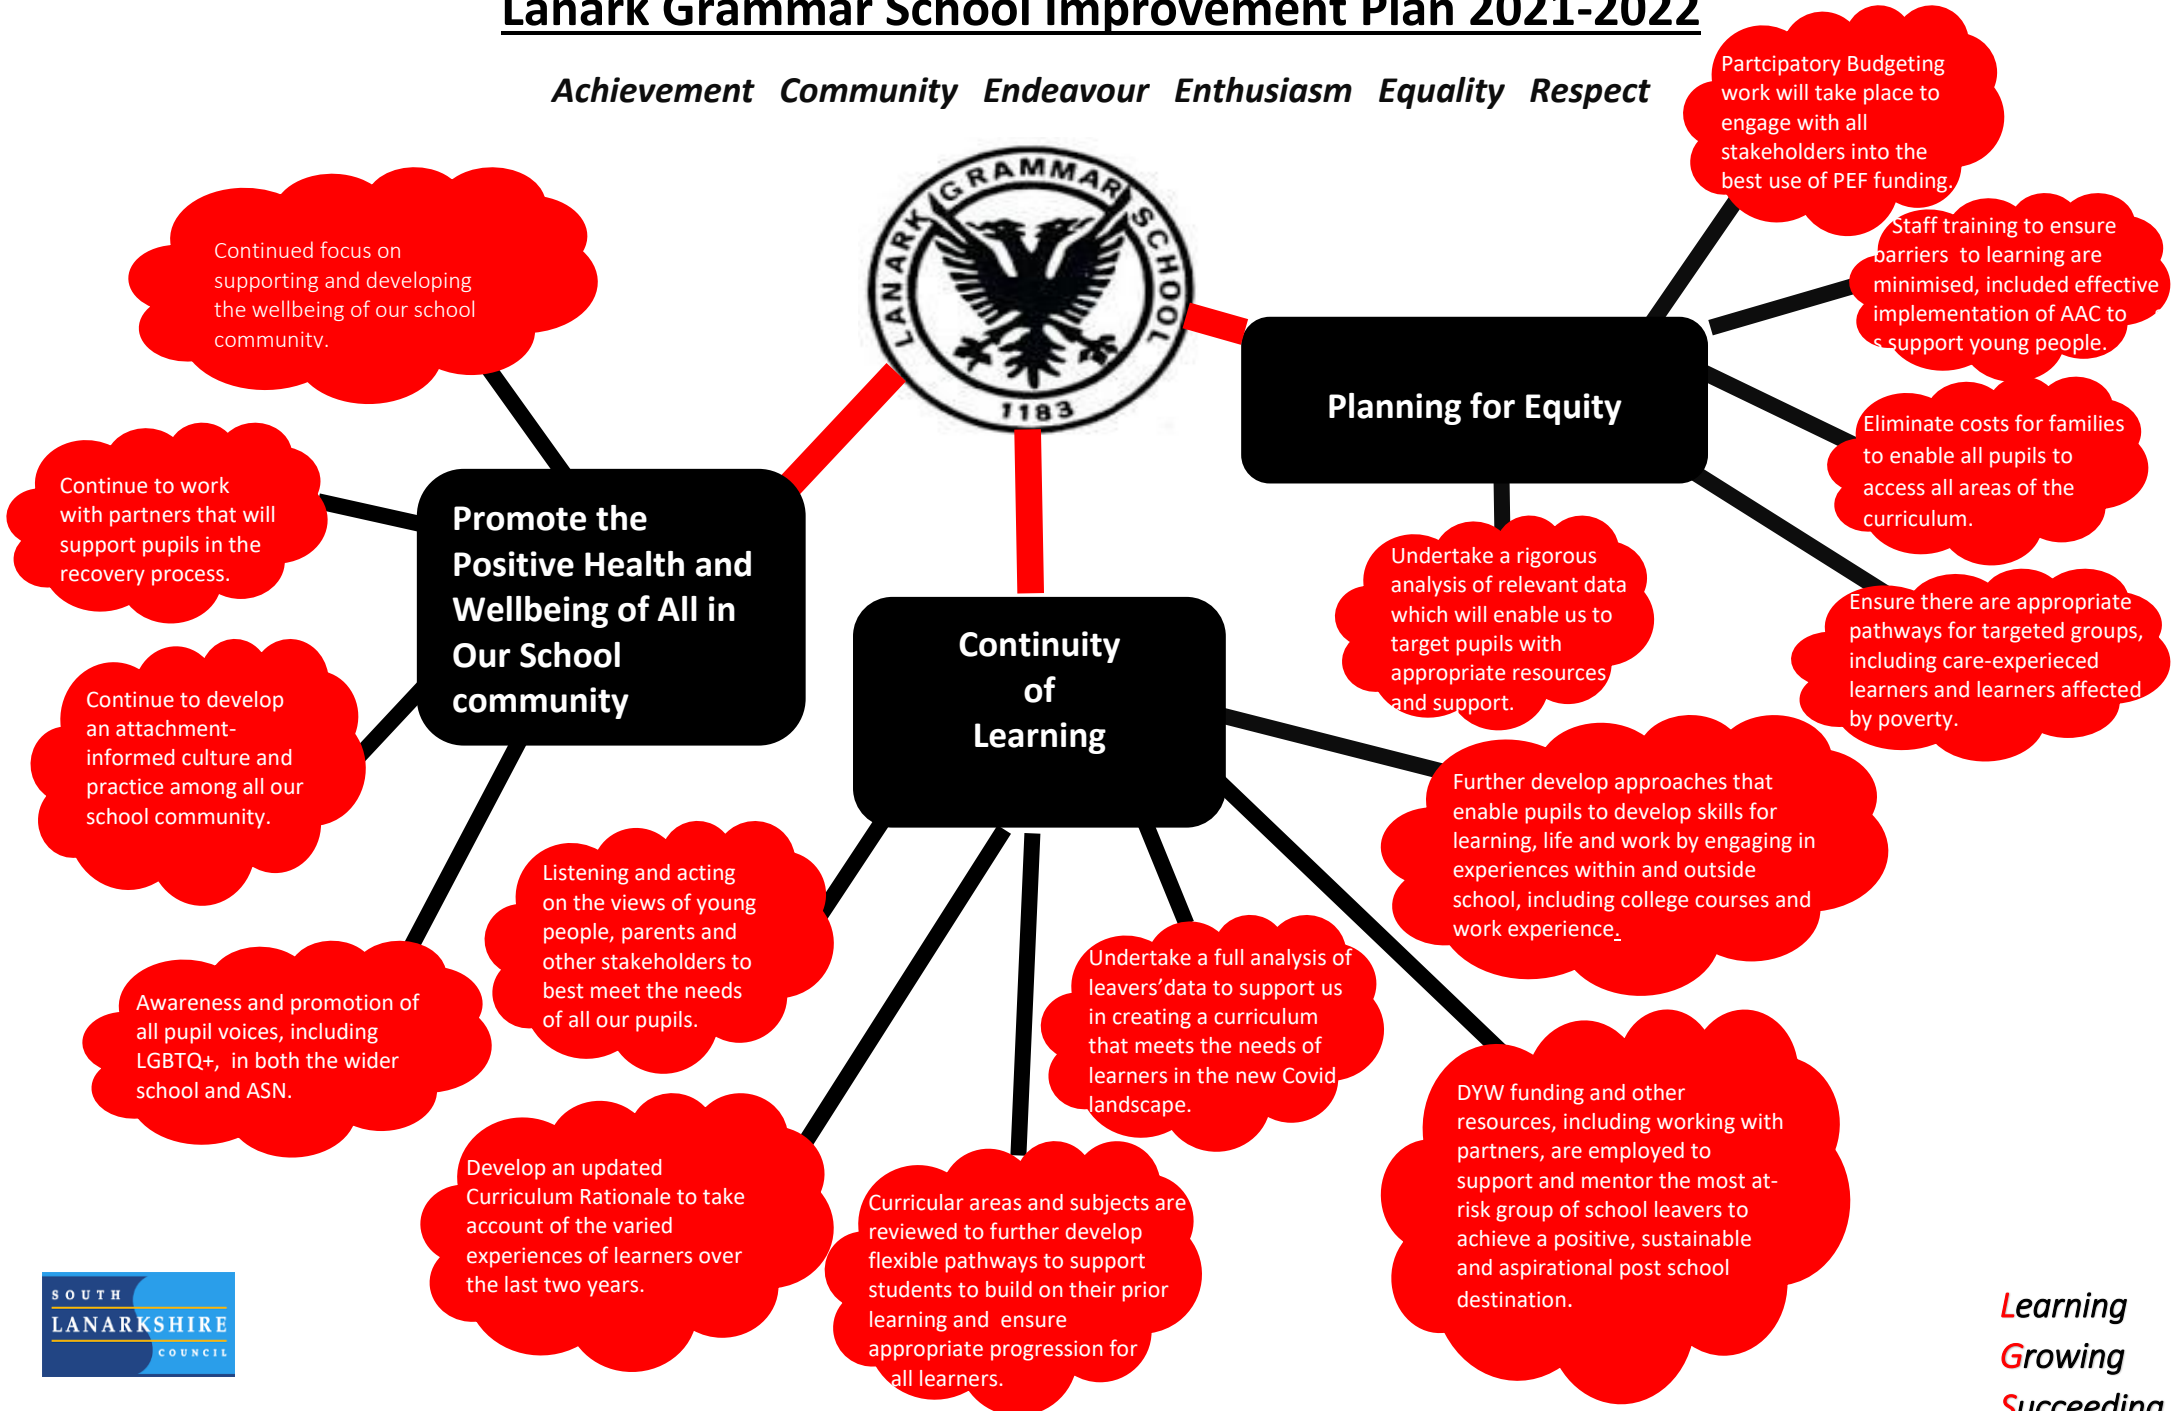 Lanark Grammar School Improvement Plan 2021-2022
Achievement Community Endeavour Enthusiasm Equality Respect
LANARK GRAMMAR SCHOOL
1183
Continued focus on
supporting and developing
the wellbeing of our school
community.
Continue to work
with partners that will
support pupils in the
recovery process.
Continue to develop
an attachment-
informed culture and
practice among all our
school community.
Awareness and promotion of
all pupil voices, including
LGBTQ+, in both the wider
school and ASN.
Promote the
Positive Health and
Wellbeing of All in
Our School
community
Continuity
of
Learning
Listening and acting
on the views of young
people, parents and
other stakeholders to
best meet the needs
of all our pupils.
Develop an updated
Curriculum Rationale to take
account of the varied
experiences of learners over
the last two years.
Curricular areas and subjects are
reviewed to further develop
flexible pathways to support
students to build on their prior
learning and ensure
appropriate progression for
all learners.
Undertake a full analysis of
leavers'data to support us
in creating a curriculum
that meets the needs of
learners in the new Covid
landscape.
DYW funding and other
resources, including working with
partners, are employed to
support and mentor the most at-
risk group of school leavers to
achieve a positive, sustainable
and aspirational post school
destination.
Further develop approaches that
enable pupils to develop skills for
learning, life and work by engaging in
experiences within and outside
school, including college courses and
work experience.
Planning for Equity
Partcipatory Budgeting
work will take place to
engage with all
stakeholders into the
best use of PEF funding.
Staff training to ensure
barriers to learning are
minimised, included effective
implementation of AAC to
s support young people.
Eliminate costs for families
to enable all pupils to
access all areas of the
curriculum.
Ensure there are appropriate
pathways for targeted groups,
including care-experieced
learners and learners affected
by poverty.
Undertake a rigorous
analysis of relevant data
which will enable us to
target pupils with
appropriate resources
and support.
SOUTH
LANARKSHIRE
COUNCIL
Learning
Growing
Succeeding